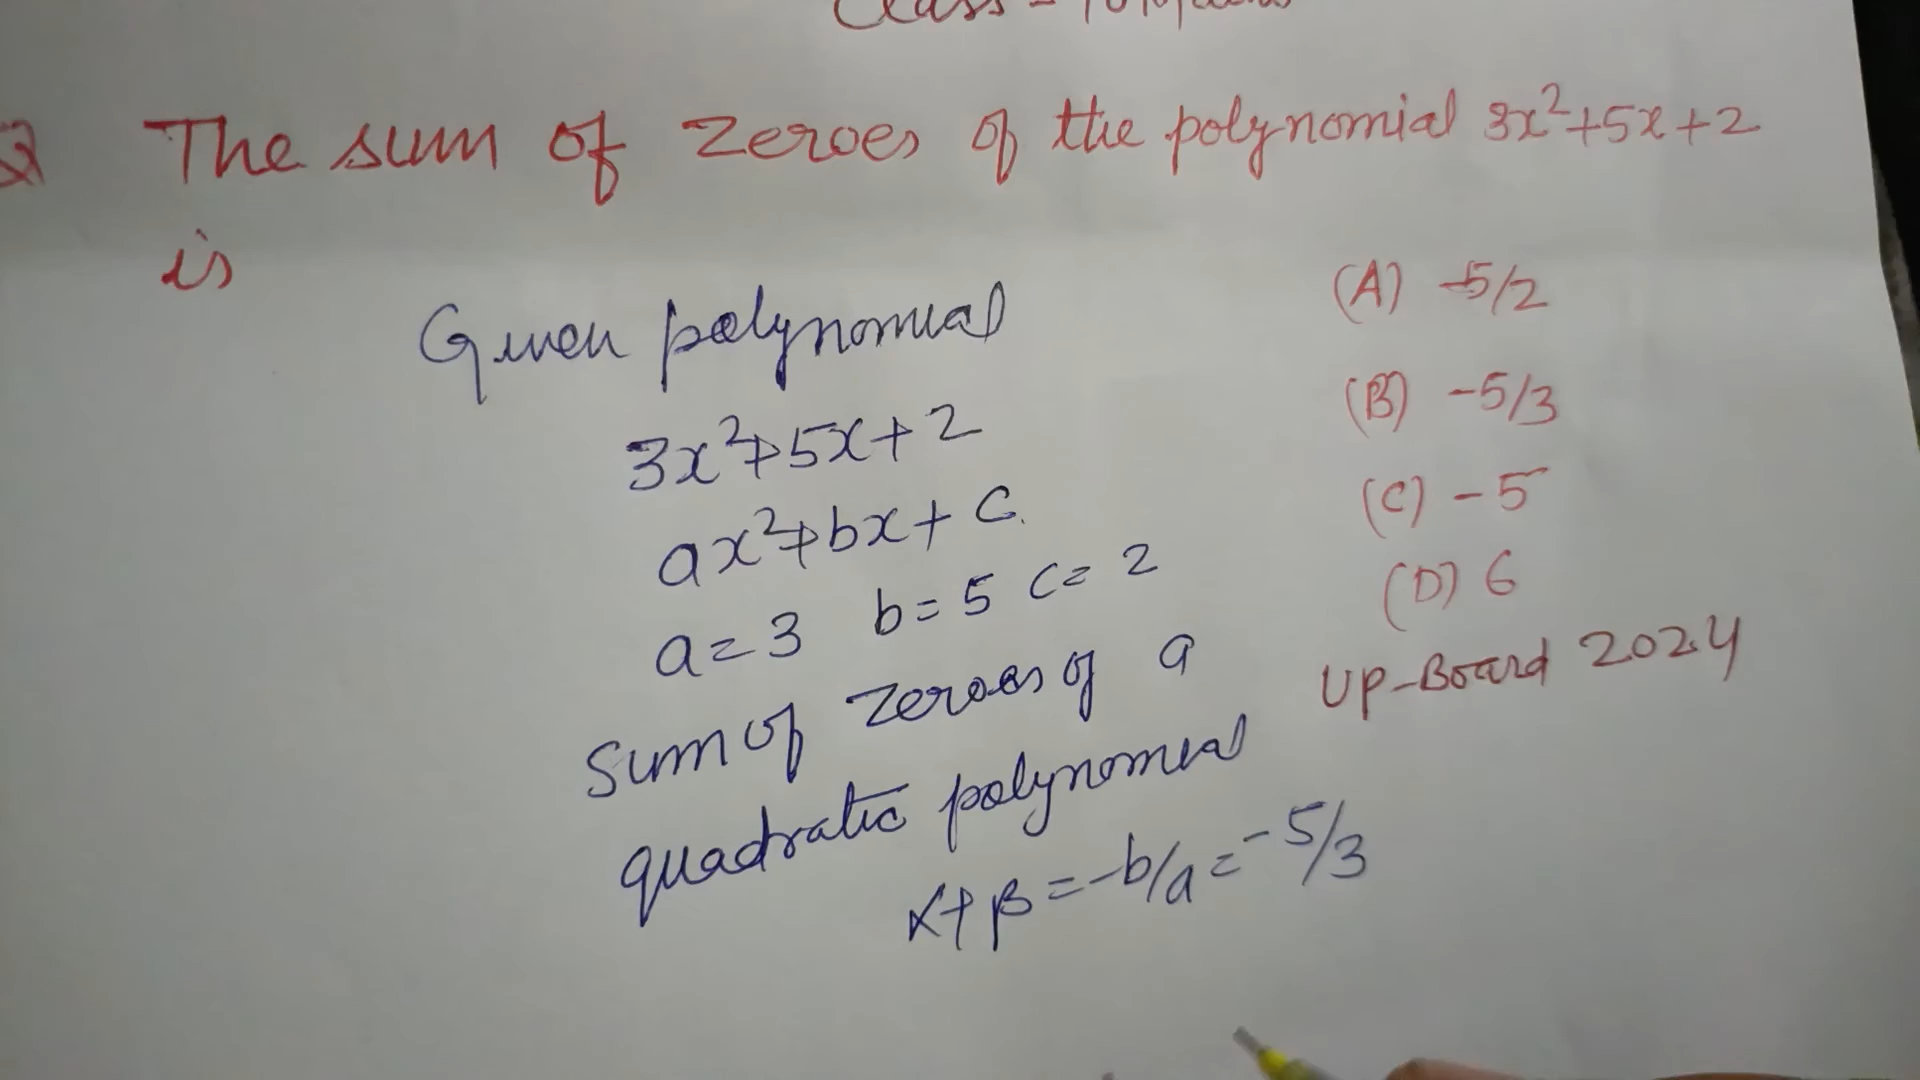 Class - 10
Q The sum of zeroes of the polynomial 3x²+5x+2
is
Given polynomial
3x²+5x+2
ax²+bx+c.
a=3 b=5 c=2
sum of zeroes of a
quadratic polynomial
α+β=-b/a=-5/3
(A) -5/2
(B) -5/3
(C) -5
(D) 6
UP-Board 2024